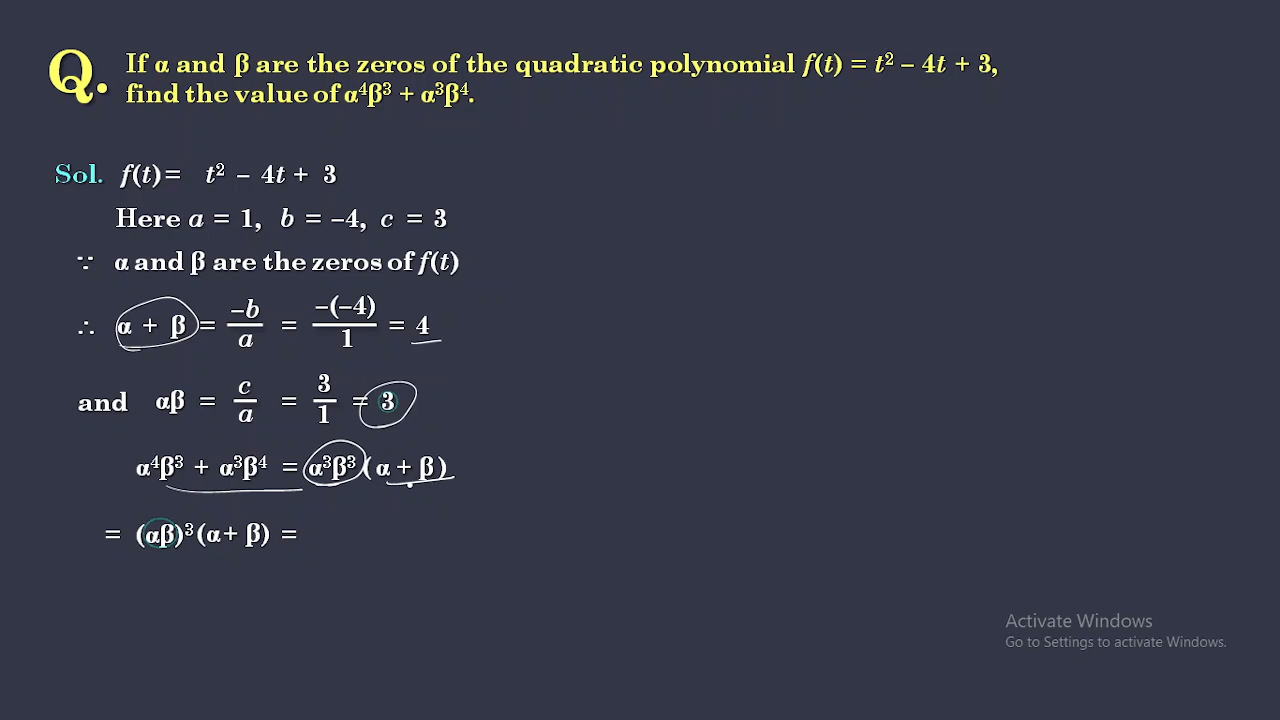 Q. If α and β are the zeros of the quadratic polynomial f(t) = t² – 4t + 3,
find the value of α⁴β³ + α³β⁴.
Sol. f(t)= t² – 4t + 3
Here a = 1, b = –4, c = 3
∵ α and β are the zeros of f(t)
∴ α + β = –b/a = –(–4)/1 = 4
and αβ = c/a = 3/1 = 3
α⁴β³ + α³β⁴ = α³β³(α + β)
= (αβ)³(α+ β) =
Activate Windows
Go to Settings to activate Windows.